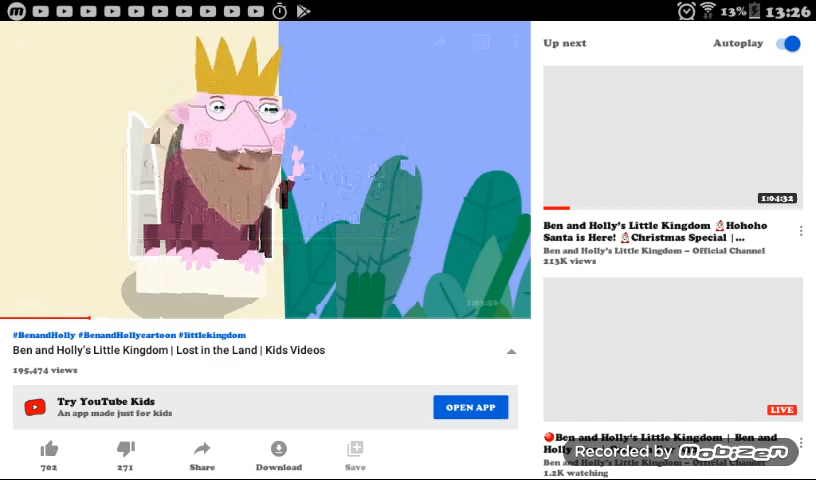 13%
13:26
Up next
Autoplay
1:04:32
Ben and Holly's Little Kingdom 🎅Hohoho
Santa is Here! 🎅Christmas Special |...
Ben and Holly's Little Kingdom – Official Channel
213K views
#BenandHolly #BenandHollycartoon #littlekingdom
Ben and Holly's Little Kingdom | Lost in the Land | Kids Videos
195,474 views
Try YouTube Kids
An app made just for kids
OPEN APP
702
271
Share
Download
Save
LIVE
🔴Ben and Holly's Little Kingdom | Ben and
Holly
Ben and Holly's Little Kingdom – Official Channel
1.2K watching
Recorded by Mobizen